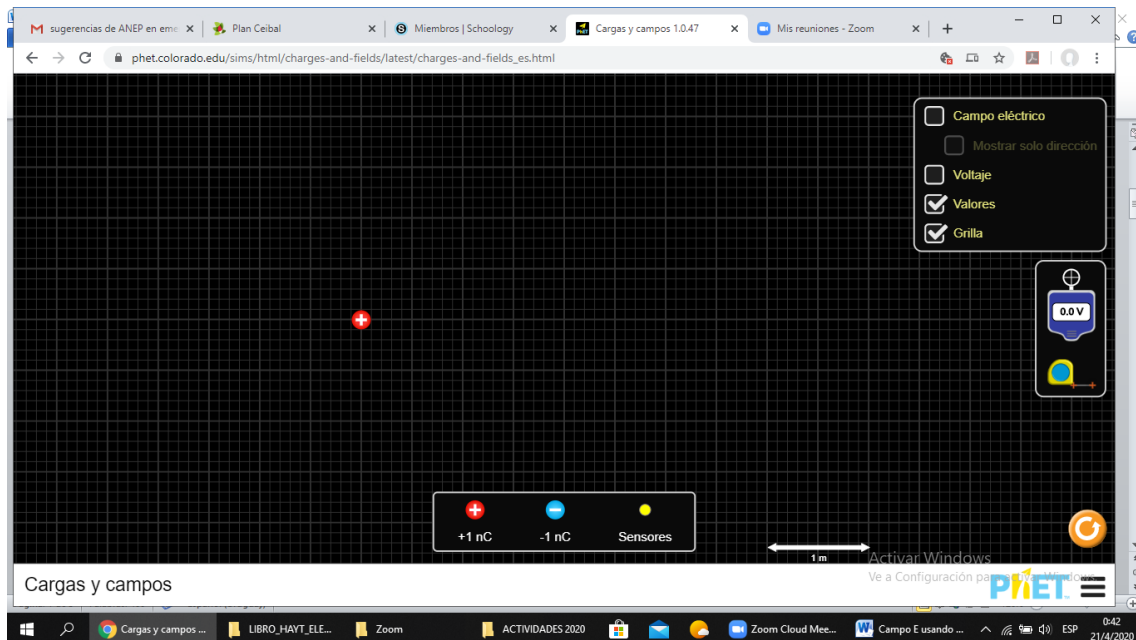 sugerencias de ANEP en eme
Plan Ceibal
Miembros | Schoology
Cargas y campos 1.0.47
Mis reuniones - Zoom
phet.colorado.edu/sims/html/charges-and-fields/latest/charges-and-fields_es.html
Campo eléctrico
Mostrar solo dirección
Voltaje
Valores
Grilla
0.0 V
+1 nC
-1 nC
Sensores
1 m
Activar Windows
Ve a Configuración para activar Windows.
Cargas y campos
PhET
Cargas y campos ...
LIBRO_HAYT_ELE...
Zoom
ACTIVIDADES 2020
Zoom Cloud Mee...
Campo E usando ...
ESP
0:42
21/4/2020